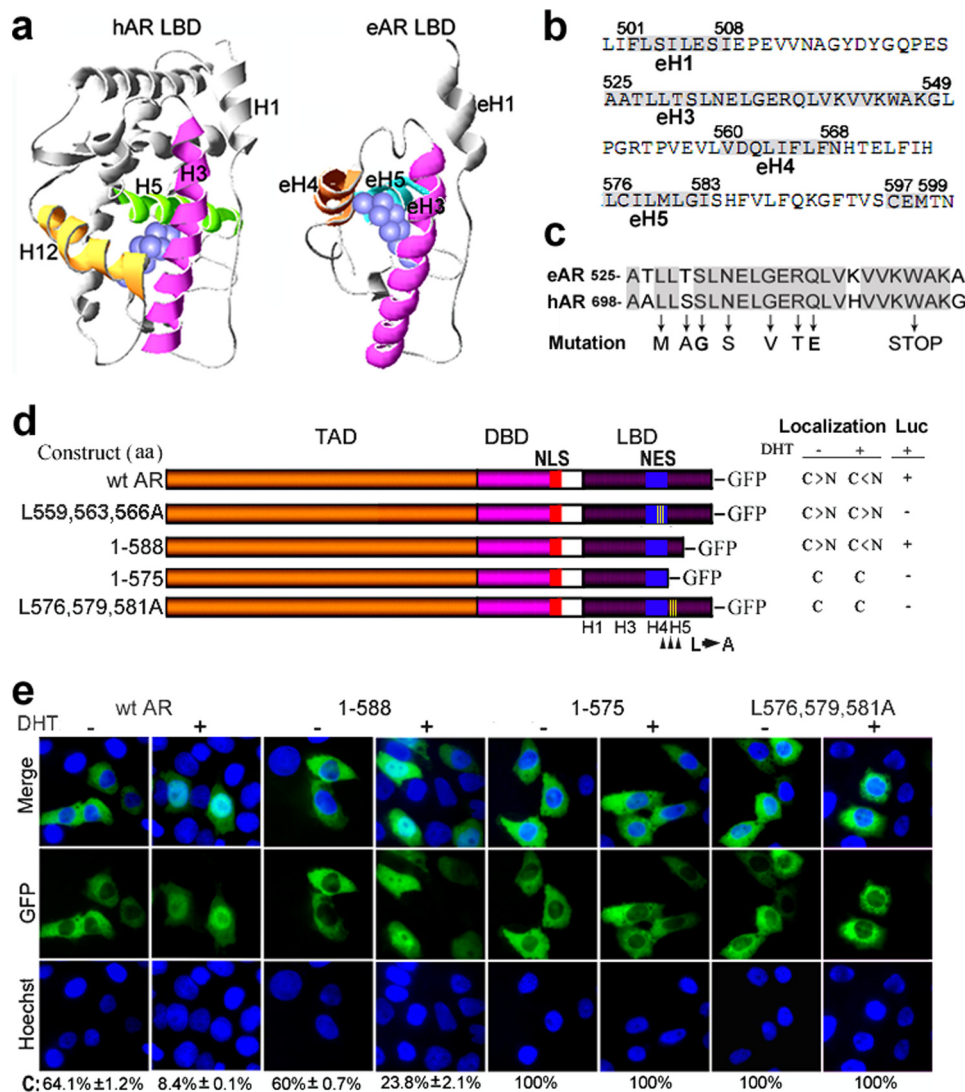 a
hAR LBD
eAR LBD
H1
H3
H5
H12
eH1
eH4
eH5
eH3
b
501 508
LIFLSILESIEPEVVNAGYDYGQPES
eH1
525 549
AATLLTSLNELGERQLVKVVKWAKGL
eH3
560 568
PGRTPVEVLVDQLIFLFNHTELFIH
eH4
576 583 597 599
LCILMLGISHFVLFQKGFTVSCEMTN
eH5
c
eAR 525- ATLLTSLNELGERQLVKVVKWAKA
hAR 698- AALLSSLNELGERQLVHVVKWAKG
Mutation M A G S V T E STOP
d
TAD DBD LBD Localization Luc
Construct (aa) NLS NES DHT - + +
wt AR -GFP C>N C<N +
L559,563,566A -GFP C>N C<N -
1-588 -GFP C>N C<N +
1-575 -GFP C C -
L576,579,581A -GFP C C -
H1 H3 H4 H5
L A
e
wt AR 1-588 1-575 L576,579,581A
DHT - + - + - + - +
Merge
GFP
Hoechst
C: 64.1%±1.2% 8.4%± 0.1% 60%± 0.7% 23.8%±2.1% 100% 100% 100% 100%